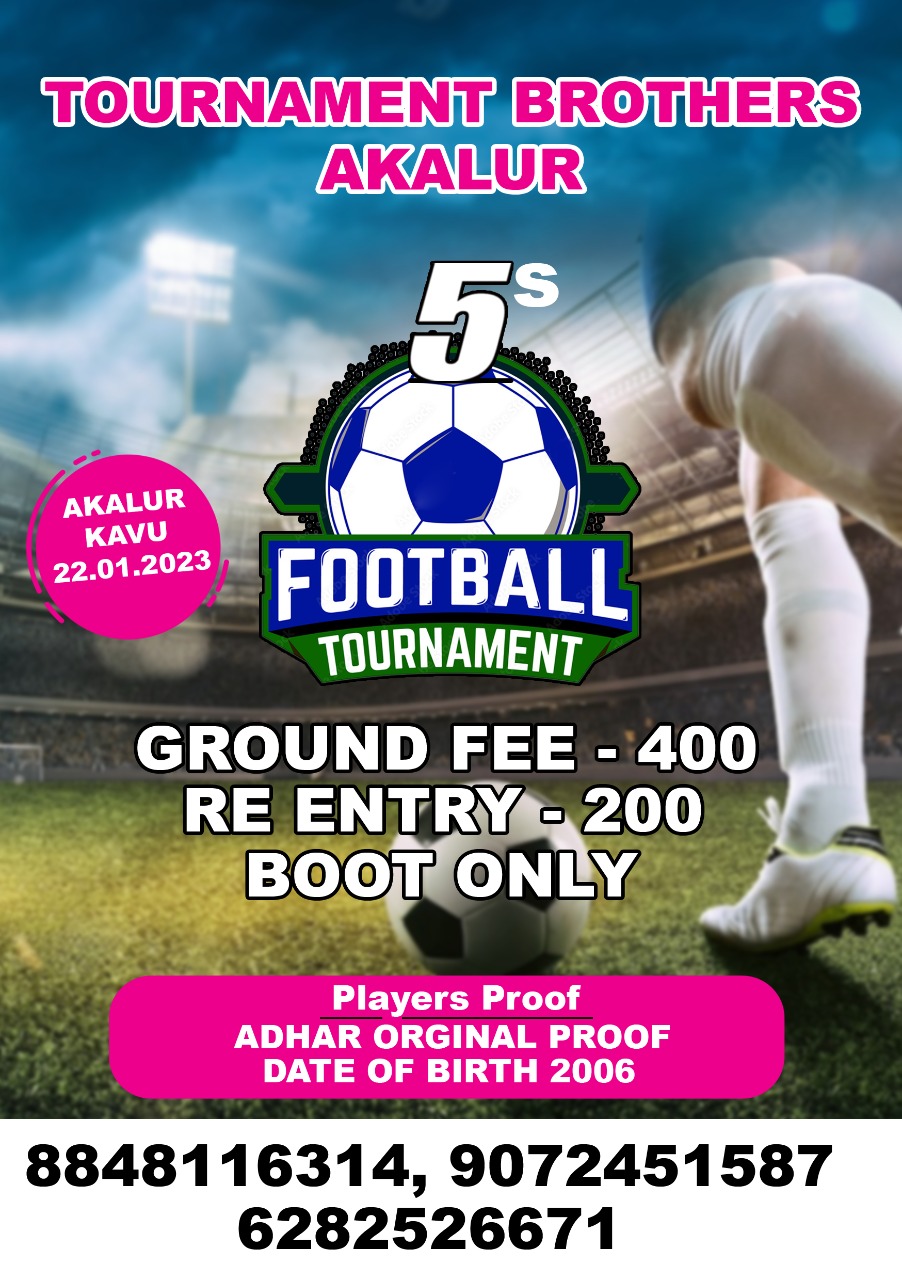 TOURNAMENT BROTHERS
AKALUR
5S
AKALUR
KAVU
22.01.2023
FOOTBALL
TOURNAMENT
GROUND FEE - 400
RE ENTRY - 200
BOOT ONLY
Players Proof
ADHAR ORGINAL PROOF
DATE OF BIRTH 2006
8848116314, 9072451587
6282526671